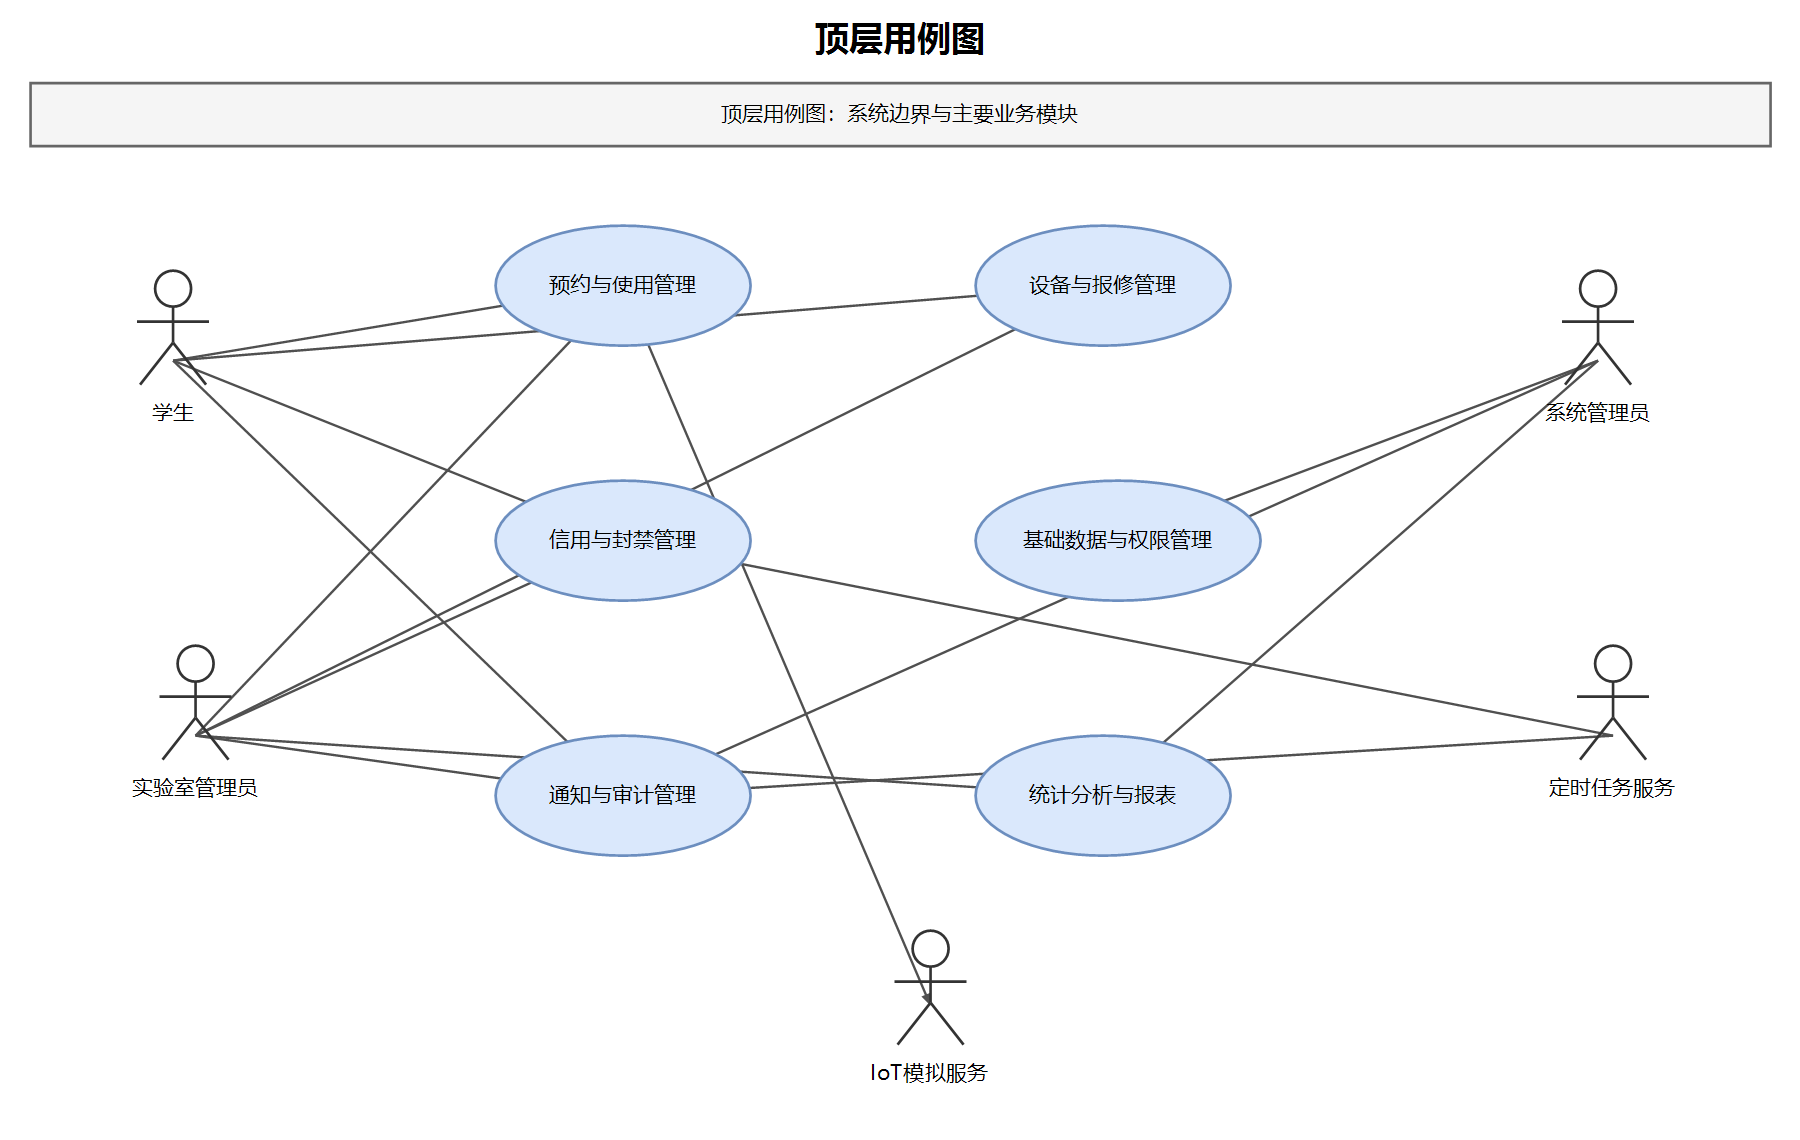 顶层用例图
顶层用例图：系统边界与主要业务模块
预约与使用管理
设备与报修管理
学生
系统管理员
信用与封禁管理
基础数据与权限管理
实验室管理员
通知与审计管理
统计分析与报表
定时任务服务
IoT模拟服务